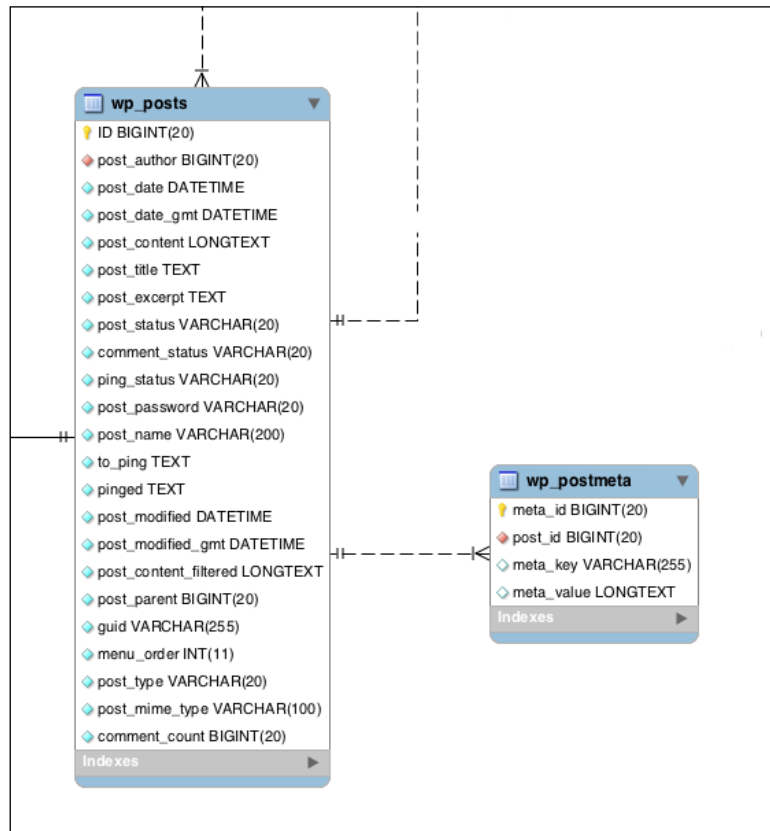 wp_posts
ID BIGINT(20)
post_author BIGINT(20)
post_date DATETIME
post_date_gmt DATETIME
post_content LONGTEXT
post_title TEXT
post_excerpt TEXT
post_status VARCHAR(20)
comment_status VARCHAR(20)
ping_status VARCHAR(20)
post_password VARCHAR(20)
post_name VARCHAR(200)
to_ping TEXT
pinged TEXT
post_modified DATETIME
post_modified_gmt DATETIME
post_content_filtered LONGTEXT
post_parent BIGINT(20)
guid VARCHAR(255)
menu_order INT(11)
post_type VARCHAR(20)
post_mime_type VARCHAR(100)
comment_count BIGINT(20)
Indexes
wp_postmeta
meta_id BIGINT(20)
post_id BIGINT(20)
meta_key VARCHAR(255)
meta_value LONGTEXT
Indexes